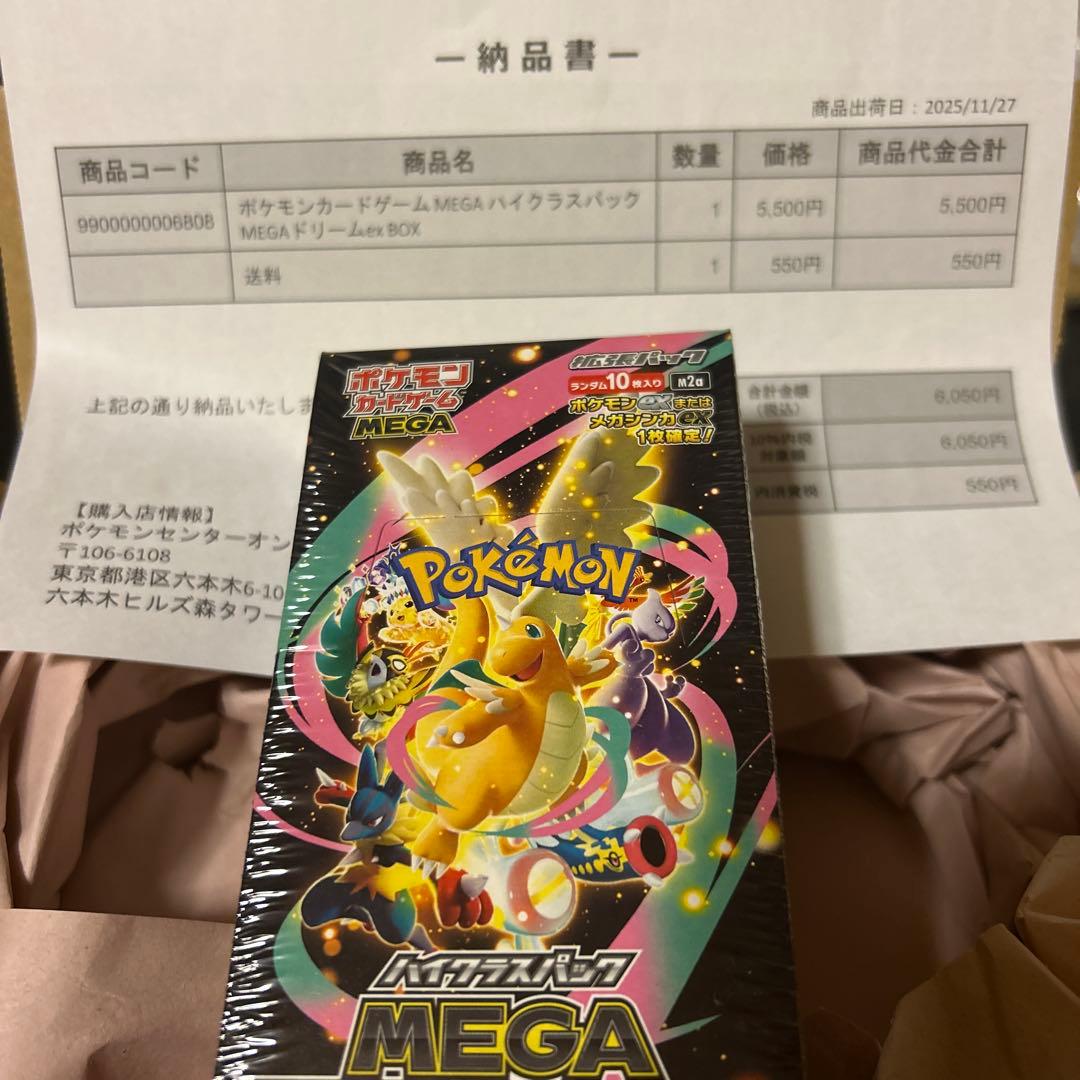 ー納品書ー
商品出荷日：2025/11/27
商品コード 商品名 数量 価格 商品代金合計
9900000006808 ポケモンカードゲーム MEGA ハイクラスパック 1 5,500円 5,500円
MEGAドリームex BOX
送料 1 550円 550円
上記の通り納品いたしま
合計金額 6,050円
(税込)
10%内税 6,050円
対象額
内消費税 550円
【購入店情報】
ポケモンセンターオン
〒106-6108
東京都港区六本木6-10
六本木ヒルズ森タワー
ポケモン
カードゲーム
MEGA
拡張パック
ランダム10枚入り M2a
ポケモンexまたは
メガシンカex
1枚確定!
POKéMON
TM
ハイクラスパック
MEGA